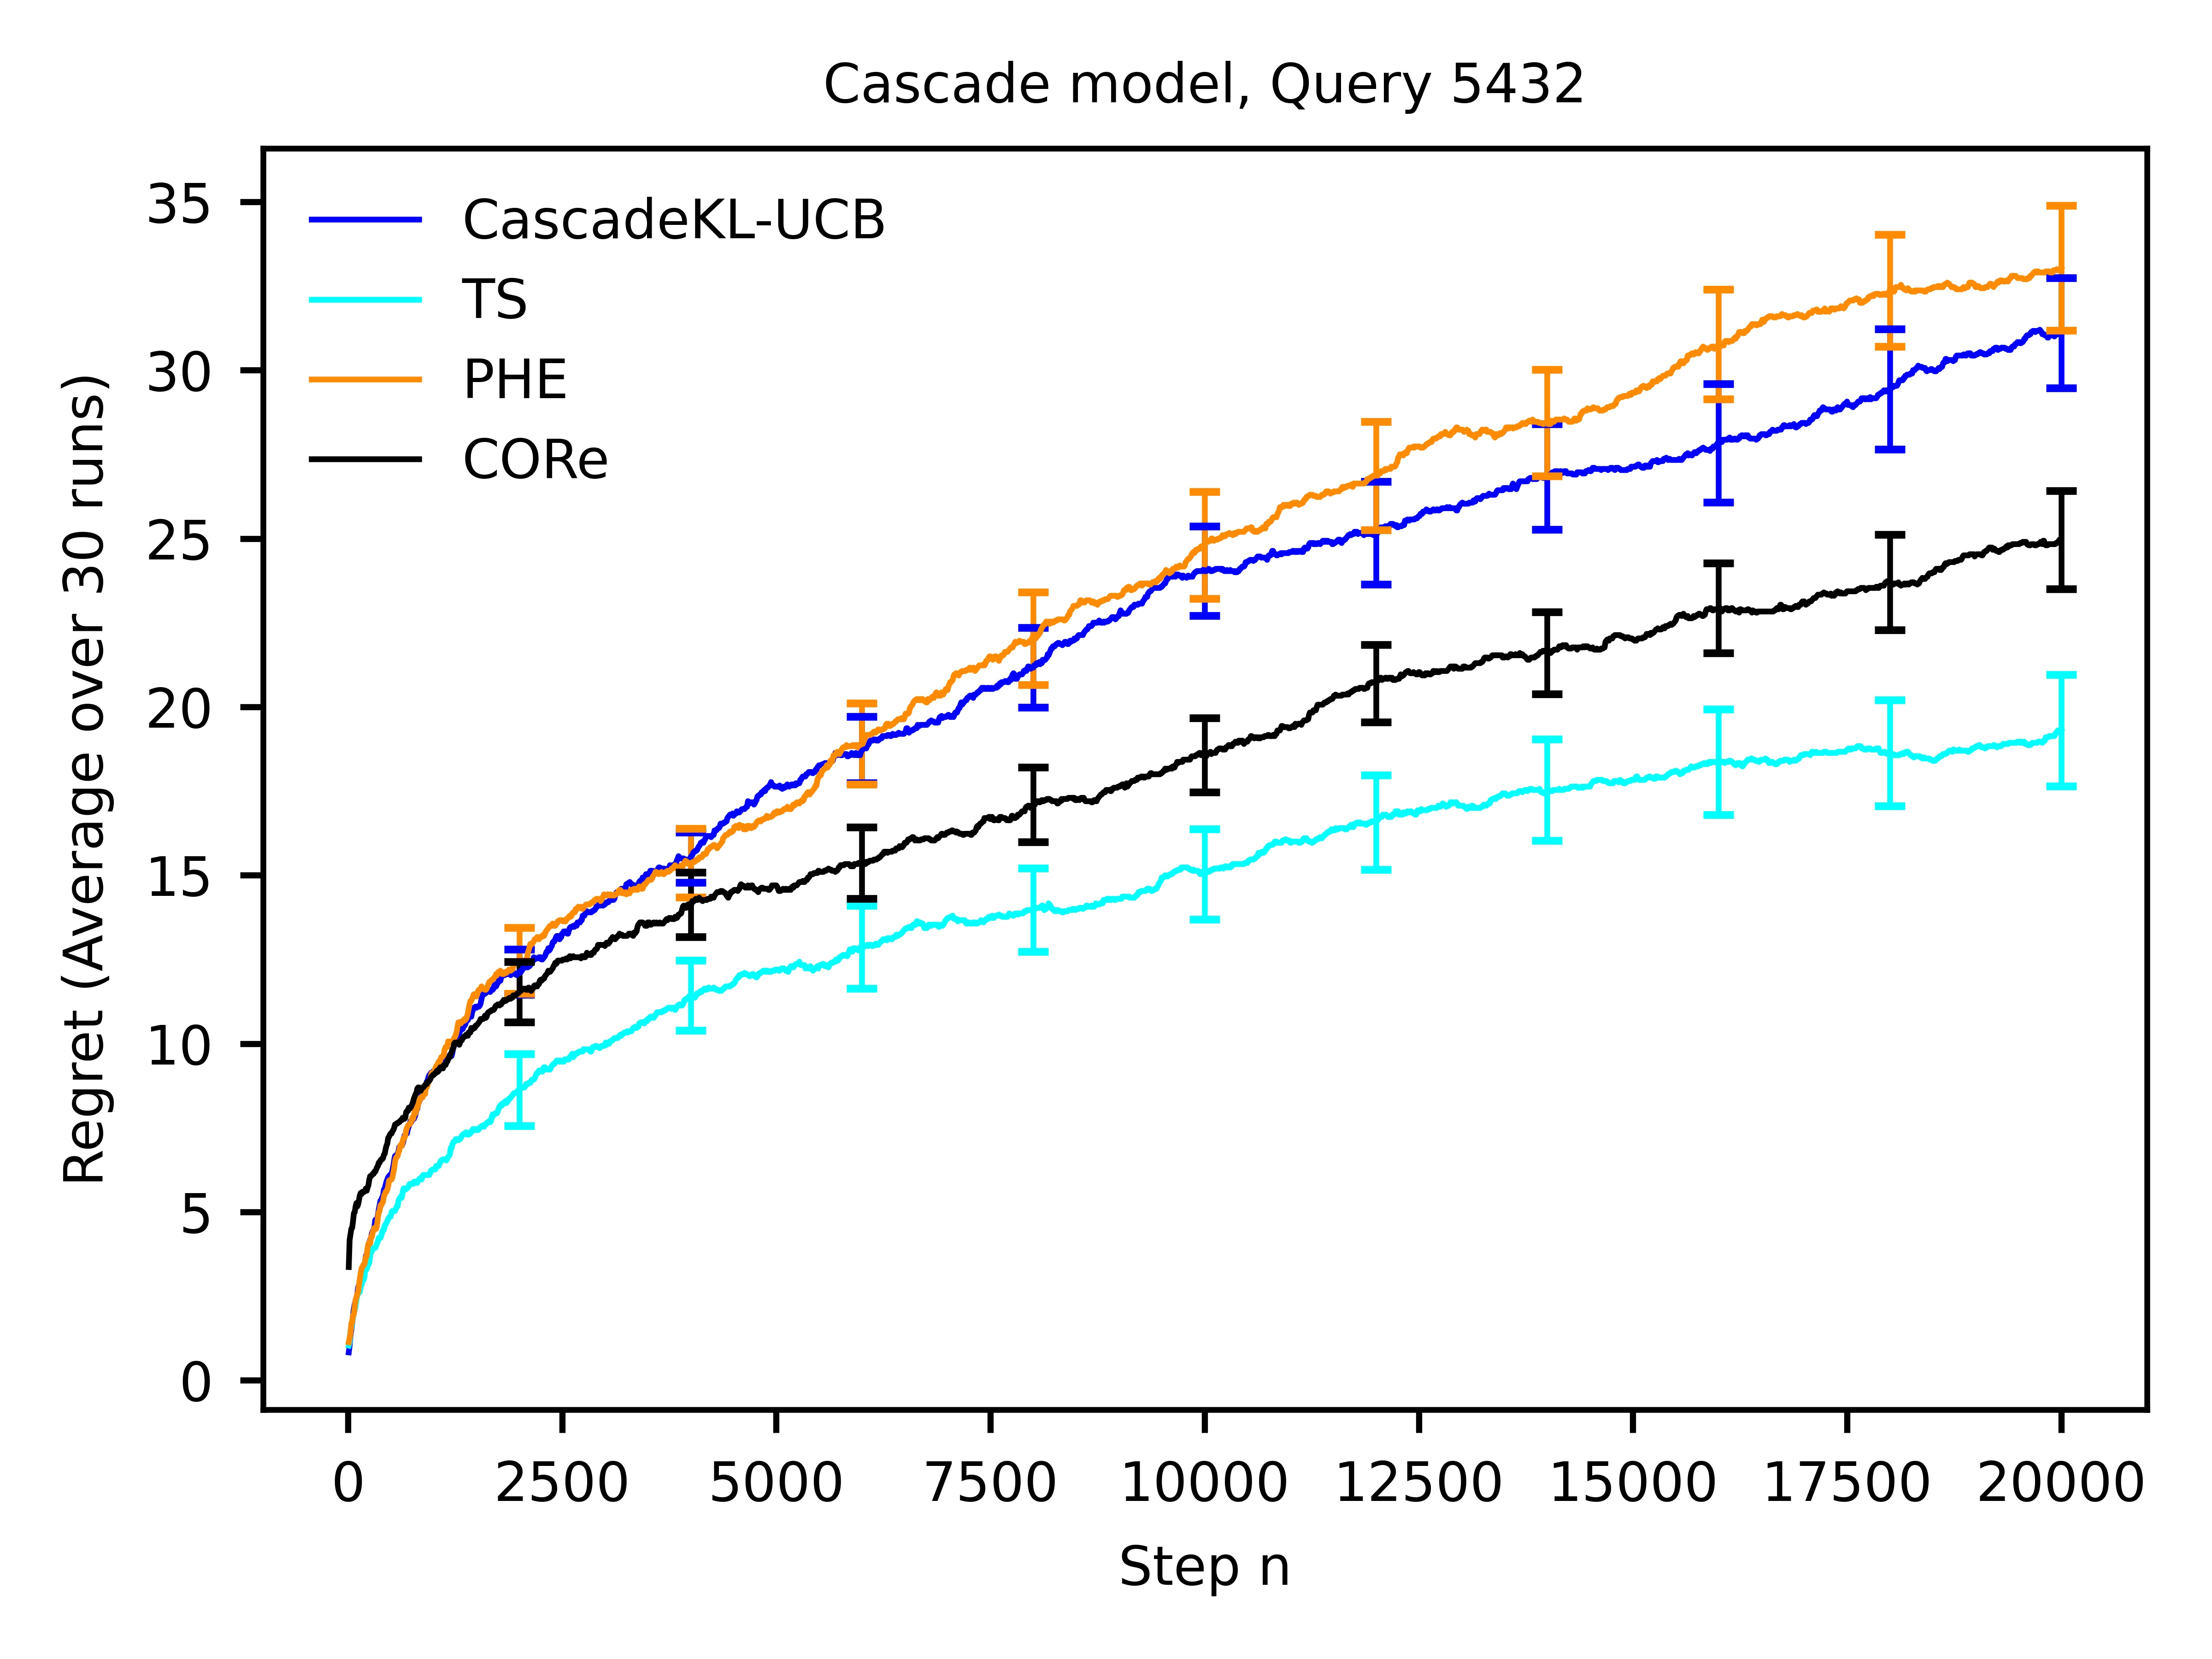 Cascade model, Query 5432
CascadeKL-UCB
TS
PHE
CORe
Regret (Average over 30 runs)
35
30
25
20
15
10
5
0
0 2500 5000 7500 10000 12500 15000 17500 20000
Step n